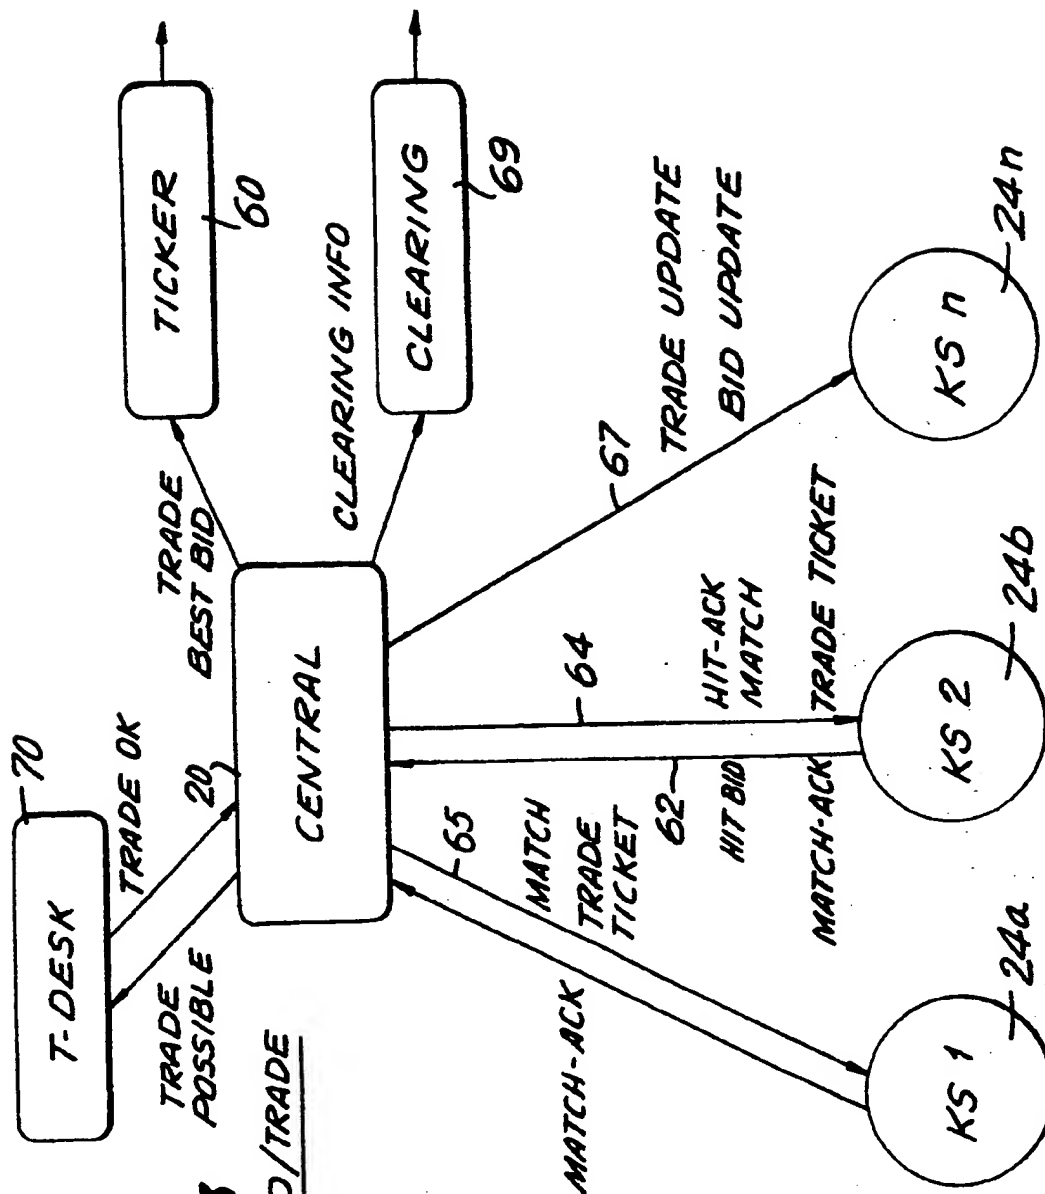 T-DESK
70
TRADE OK
TRADE
POSSIBLE
20
CENTRAL
TRADE
BEST BID
TICKER
60
CLEARING INFO
CLEARING
69
65
MATCH
TRADE
TICKET
MATCH-ACK
62
HIT BID
MATCH-ACK
64
HIT-ACK
MATCH
TRADE TICKET
67
TRADE UPDATE
BID UPDATE
KS 1
24a
KS 2
24b
KS n
24n
/TRADE